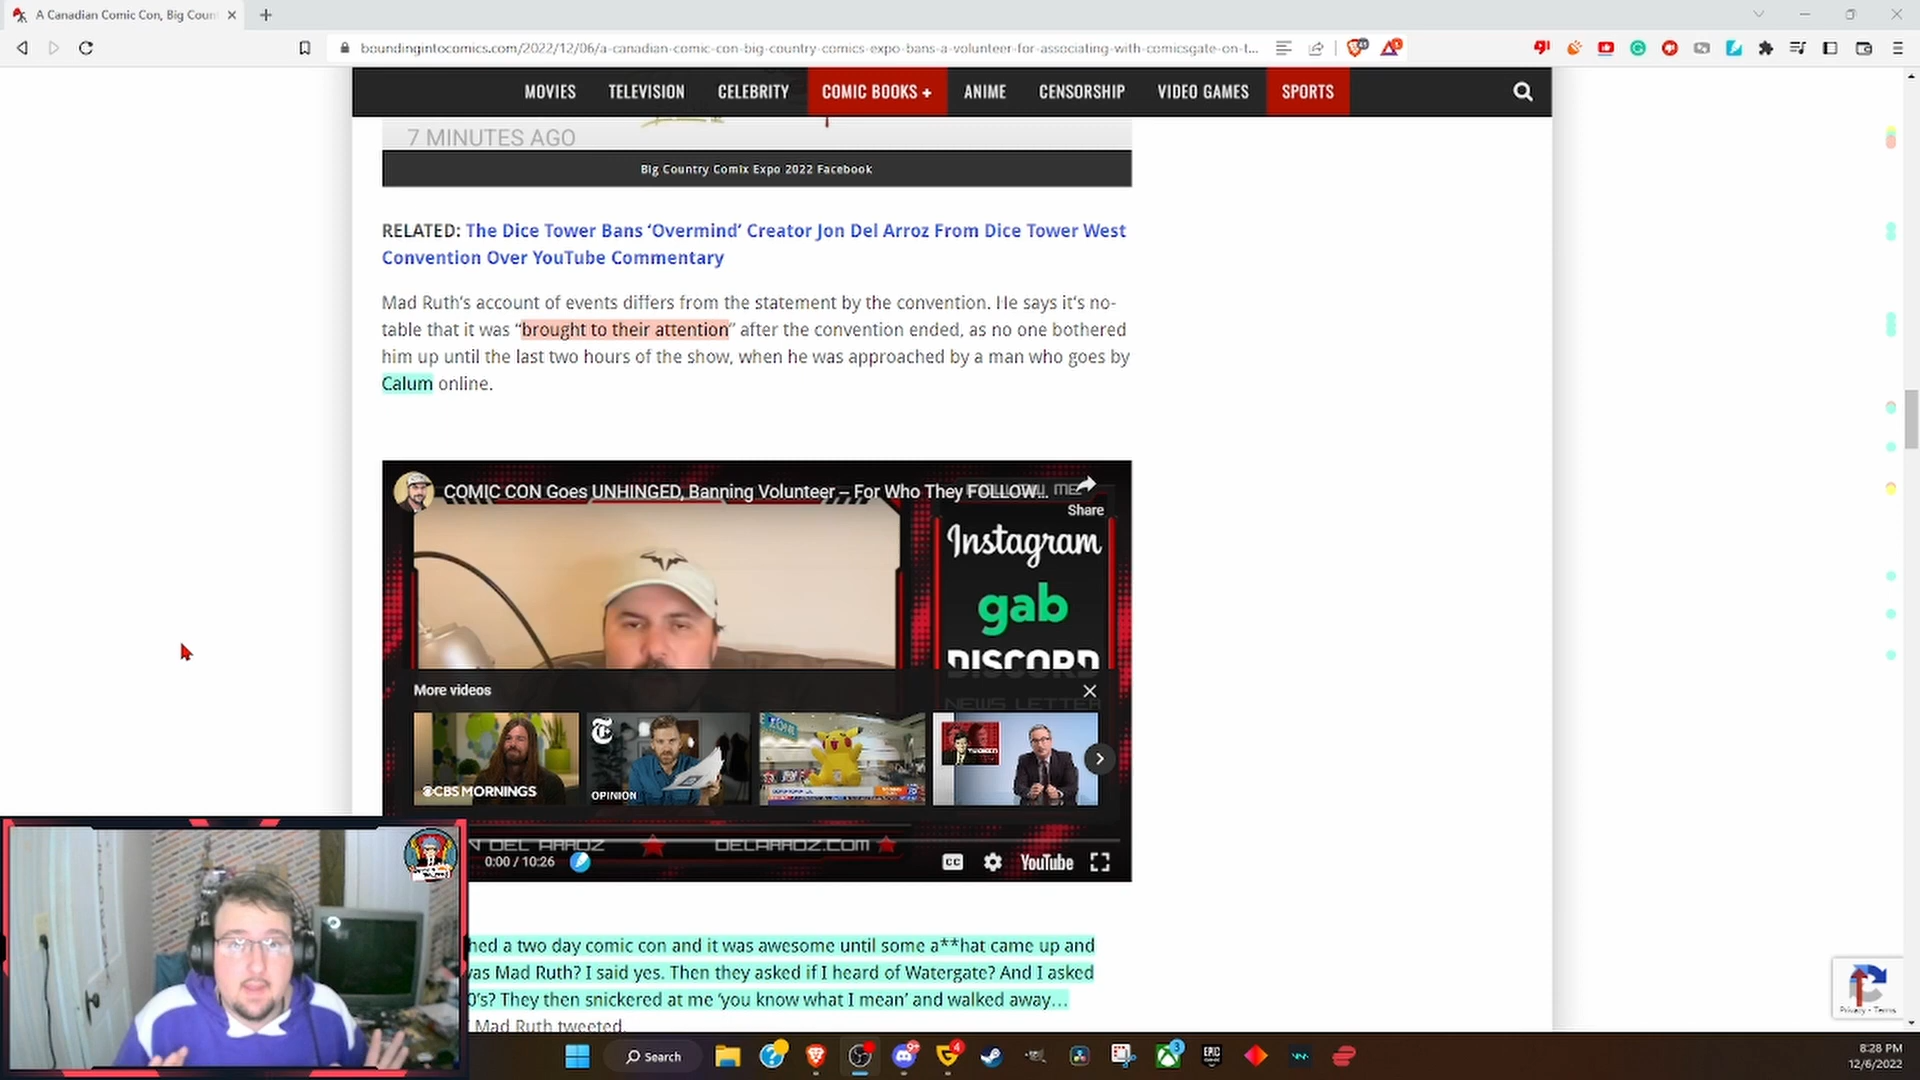 A Canadian Comic Con, Big Coun
boundingintocomics.com/2022/12/06/a-canadian-comic-con-big-country-comics-expo-bans-a-volunteer-for-associating-with-comicsgate-on-t...
MOVIES TELEVISION CELEBRITY COMIC BOOKS + ANIME CENSORSHIP VIDEO GAMES SPORTS
7 MINUTES AGO
Big Country Comix Expo 2022 Facebook
RELATED: The Dice Tower Bans ‘Overmind’ Creator Jon Del Arroz From Dice Tower West
Convention Over YouTube Commentary
Mad Ruth’s account of events differs from the statement by the convention. He says it’s no-
table that it was “brought to their attention” after the convention ended, as no one bothered
him up until the last two hours of the show, when he was approached by a man who goes by
Calum online.
COMIC CON Goes UNHINGED, Banning Volunteer – For Who They FOLLOW...
Share
Instagram
gab
DISCORD
NEWS LETTER
More videos
CBS MORNINGS
OPINION
N DEL ARROZ
DELARROZ.COM
0:00 / 10:26
CC
YouTube
hed a two day comic con and it was awesome until some a**hat came up and
was Mad Ruth? I said yes. Then they asked if I heard of Watergate? And I asked
0’s? They then snickered at me ‘you know what I mean’ and walked away…
Mad Ruth tweeted.
Privacy - Terms
Search
8:28 PM
12/6/2022